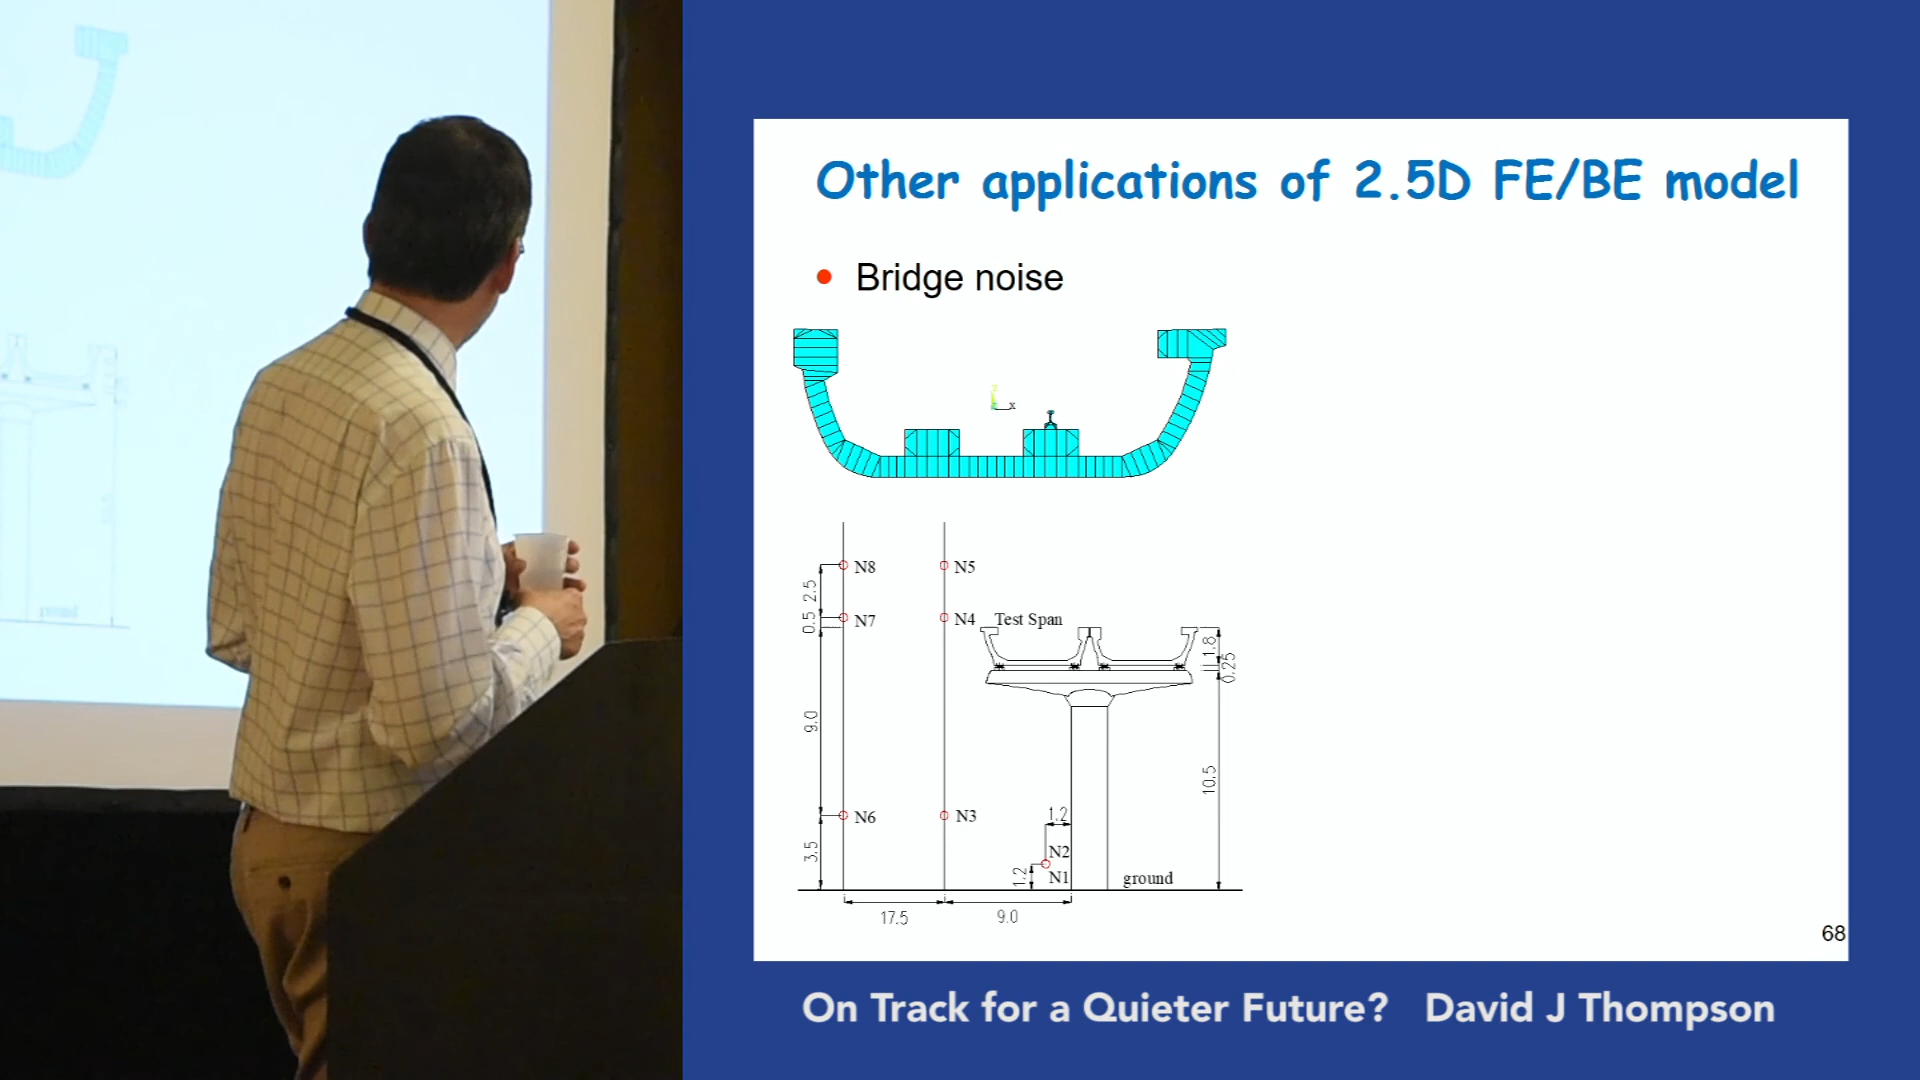 Other applications of 2.5D FE/BE model
Bridge noise
Z
X
N8
N5
2.5
0.5
N7
N4
Test Span
1.8
0.25
9.0
10.5
N6
N3
1.2
3.5
N2
1.2
N1
ground
17.5
9.0
68
On Track for a Quieter Future? David J Thompson